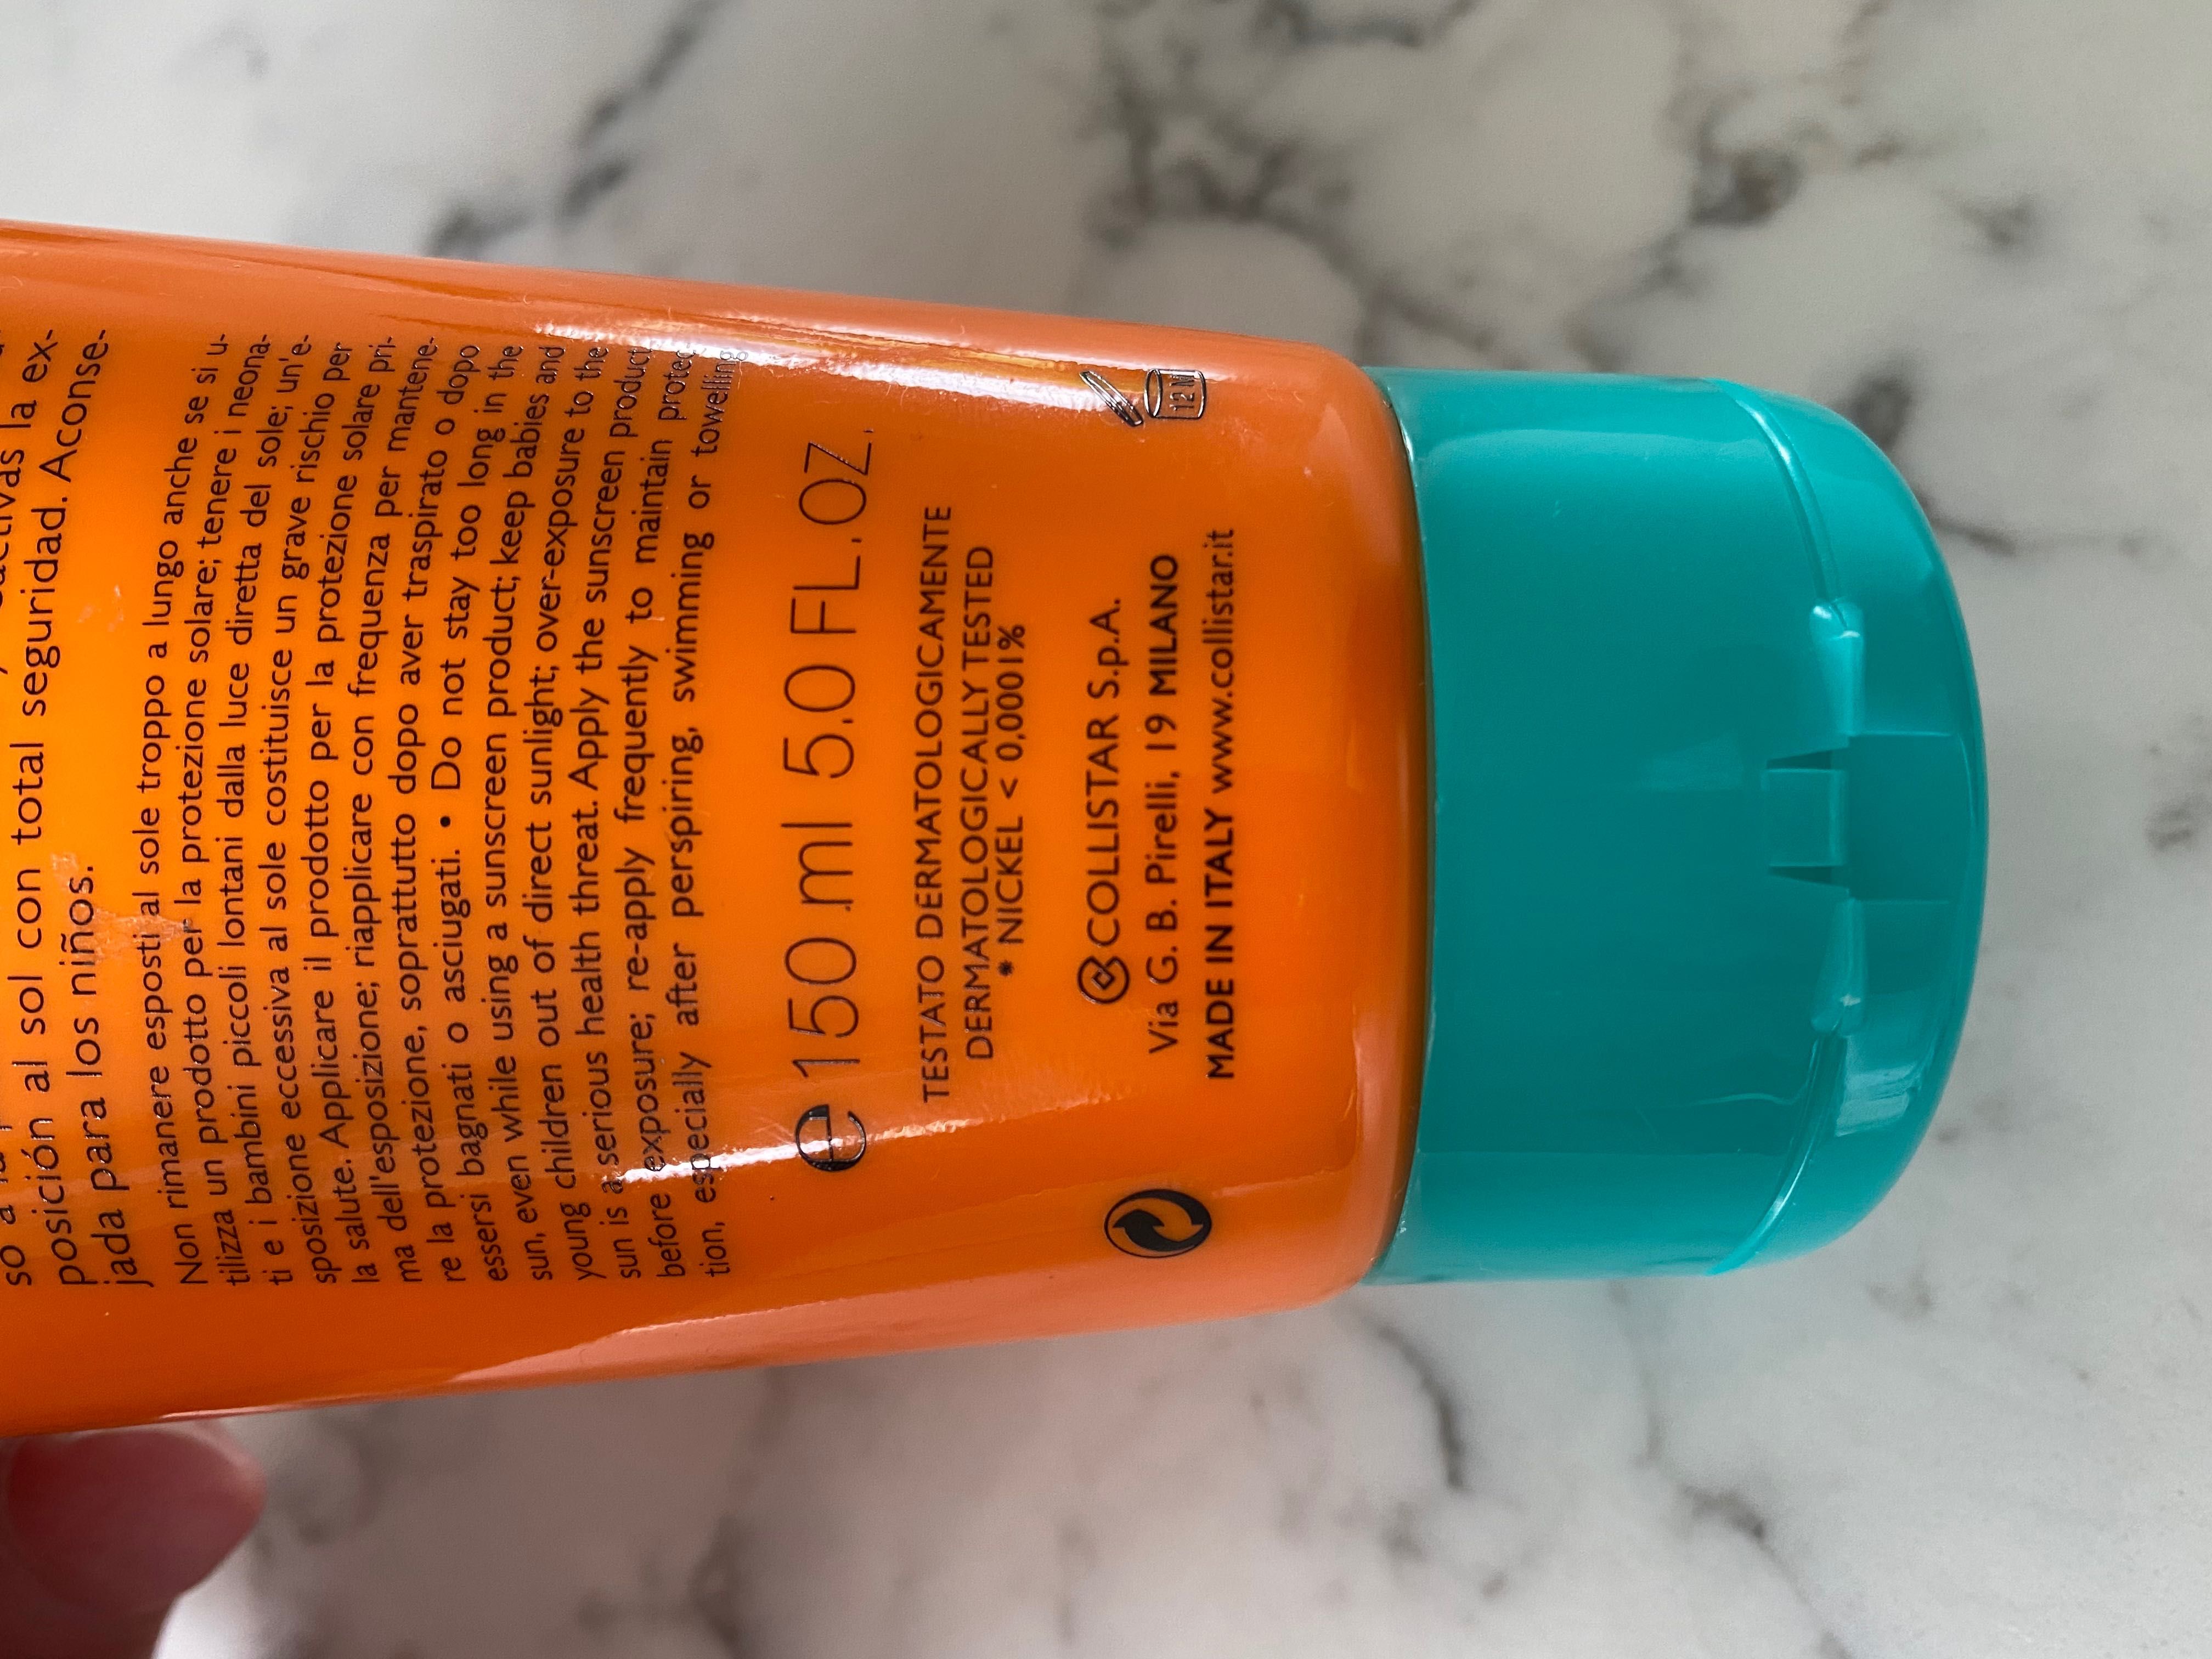 posición al sol con total seguridad. Aconse-
jada para los niños.
Non rimanere esposti al sole troppo a lungo anche se si u-
tilizza un prodotto per la protezione solare; tenere i neona-
ti e i bambini piccoli lontani dalla luce diretta del sole; un'e-
sposizione eccessiva al sole costituisce un grave rischio per
la salute. Applicare il prodotto per la protezione solare pri-
ma dell'esposizione; riapplicare con frequenza per mantene-
re la protezione, soprattutto dopo aver traspirato o dopo
essersi bagnati o asciugati. • Do not stay too long in the
sun, even while using a sunscreen product; keep babies and
young children out of direct sunlight; over-exposure to the
sun is a serious health threat. Apply the sunscreen product
before exposure; re-apply frequently to maintain protec-
tion, especially after perspiring, swimming or towelling
e 150 ml 5.0 FL. OZ.
TESTATO DERMATOLOGICAMENTE
DERMATOLOGICALLY TESTED
* NICKEL < 0,0001%
COLLISTAR S.p.A.
Via G. B. Pirelli, 19 MILANO
MADE IN ITALY www.collistar.it
12 M